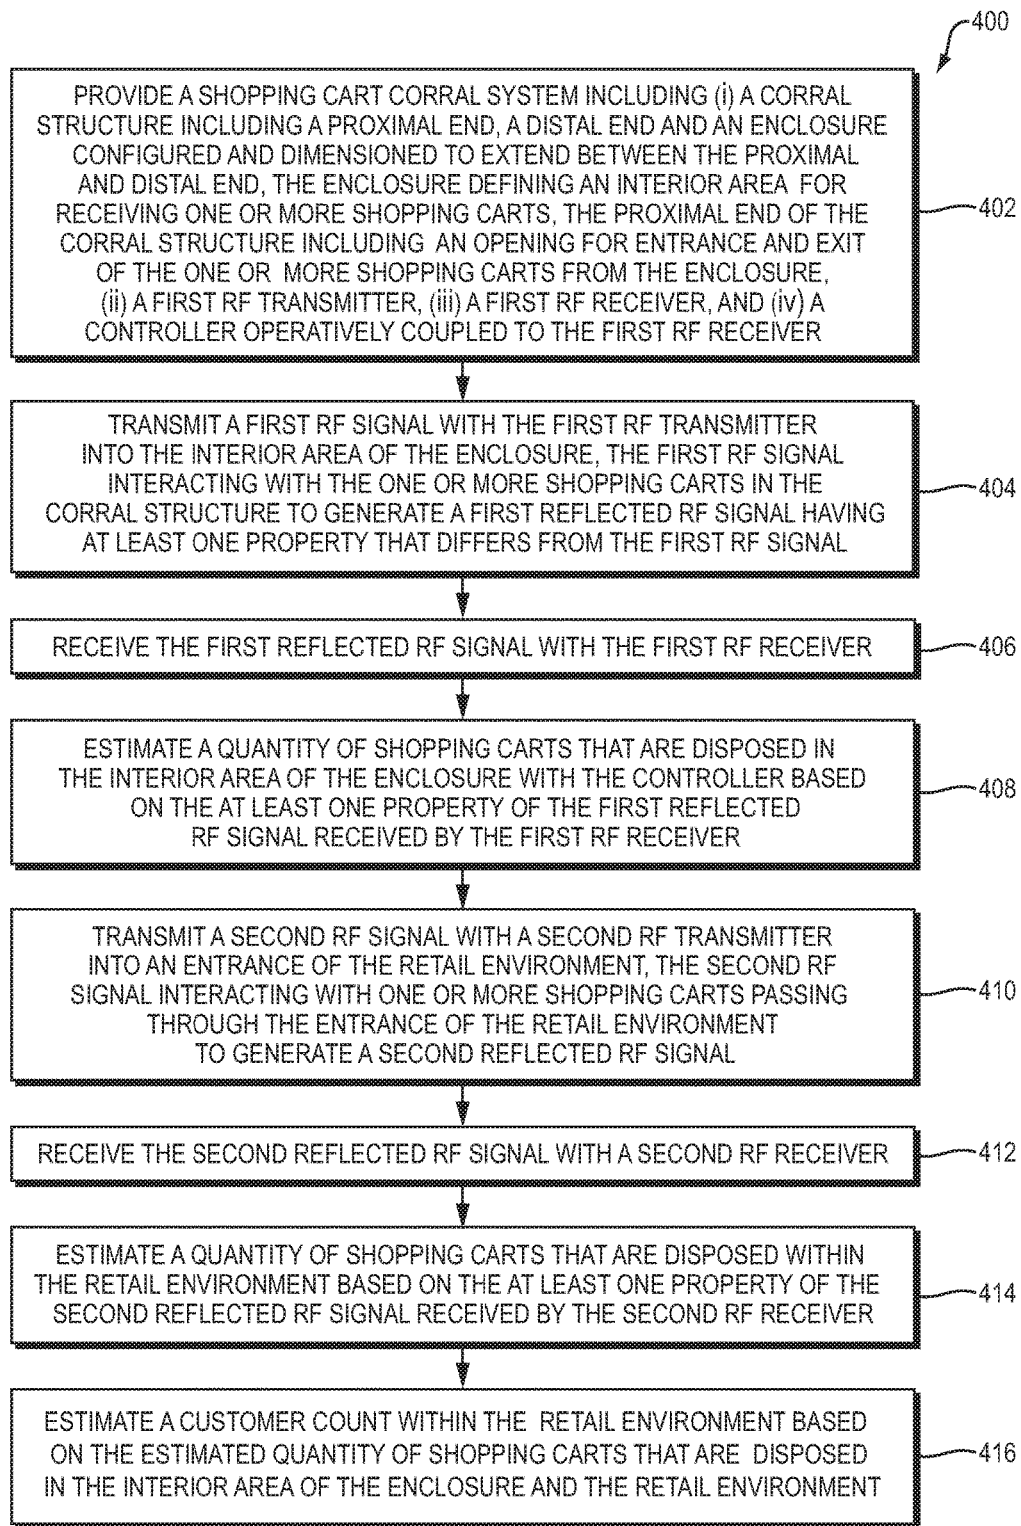 400
PROVIDE A SHOPPING CART CORRAL SYSTEM INCLUDING (i) A CORRAL
STRUCTURE INCLUDING A PROXIMAL END, A DISTAL END AND AN ENCLOSURE
CONFIGURED AND DIMENSIONED TO EXTEND BETWEEN THE PROXIMAL
AND DISTAL END, THE ENCLOSURE DEFINING AN INTERIOR AREA FOR
RECEIVING ONE OR MORE SHOPPING CARTS, THE PROXIMAL END OF THE
CORRAL STRUCTURE INCLUDING AN OPENING FOR ENTRANCE AND EXIT
OF THE ONE OR MORE SHOPPING CARTS FROM THE ENCLOSURE,
(ii) A FIRST RF TRANSMITTER, (iii) A FIRST RF RECEIVER, AND (iv) A
CONTROLLER OPERATIVELY COUPLED TO THE FIRST RF RECEIVER
402
TRANSMIT A FIRST RF SIGNAL WITH THE FIRST RF TRANSMITTER
INTO THE INTERIOR AREA OF THE ENCLOSURE, THE FIRST RF SIGNAL
INTERACTING WITH THE ONE OR MORE SHOPPING CARTS IN THE
CORRAL STRUCTURE TO GENERATE A FIRST REFLECTED RF SIGNAL HAVING
AT LEAST ONE PROPERTY THAT DIFFERS FROM THE FIRST RF SIGNAL
404
RECEIVE THE FIRST REFLECTED RF SIGNAL WITH THE FIRST RF RECEIVER
406
ESTIMATE A QUANTITY OF SHOPPING CARTS THAT ARE DISPOSED IN
THE INTERIOR AREA OF THE ENCLOSURE WITH THE CONTROLLER BASED
ON THE AT LEAST ONE PROPERTY OF THE FIRST REFLECTED
RF SIGNAL RECEIVED BY THE FIRST RF RECEIVER
408
TRANSMIT A SECOND RF SIGNAL WITH A SECOND RF TRANSMITTER
INTO AN ENTRANCE OF THE RETAIL ENVIRONMENT, THE SECOND RF
SIGNAL INTERACTING WITH ONE OR MORE SHOPPING CARTS PASSING
THROUGH THE ENTRANCE OF THE RETAIL ENVIRONMENT
TO GENERATE A SECOND REFLECTED RF SIGNAL
410
RECEIVE THE SECOND REFLECTED RF SIGNAL WITH A SECOND RF RECEIVER
412
ESTIMATE A QUANTITY OF SHOPPING CARTS THAT ARE DISPOSED WITHIN
THE RETAIL ENVIRONMENT BASED ON THE AT LEAST ONE PROPERTY OF THE
SECOND REFLECTED RF SIGNAL RECEIVED BY THE SECOND RF RECEIVER
414
ESTIMATE A CUSTOMER COUNT WITHIN THE RETAIL ENVIRONMENT BASED
ON THE ESTIMATED QUANTITY OF SHOPPING CARTS THAT ARE DISPOSED
IN THE INTERIOR AREA OF THE ENCLOSURE AND THE RETAIL ENVIRONMENT
416